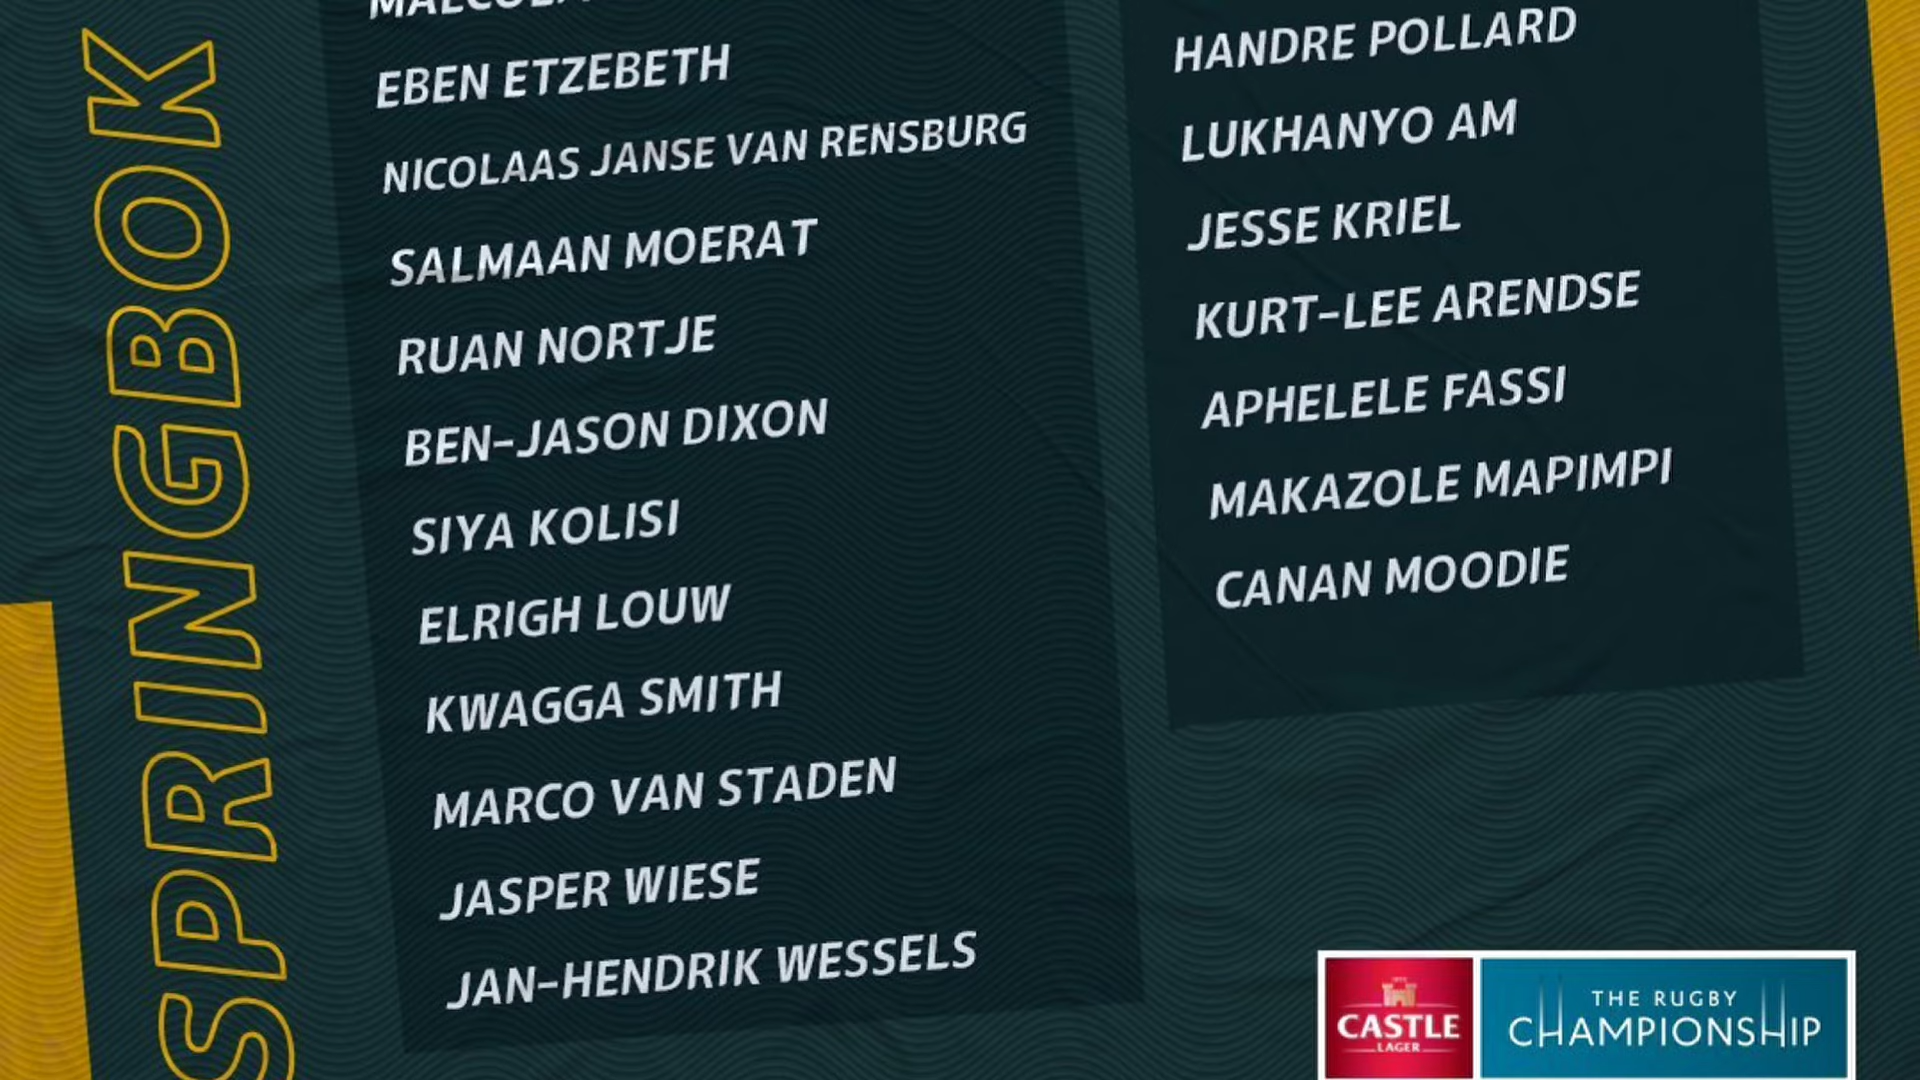 SPRINGBOK
EBEN ETZEBETH
NICOLAAS JANSE VAN RENSBURG
SALMAAN MOERAT
RUAN NORTJE
BEN-JASON DIXON
SIYA KOLISI
ELRIGH LOUW
KWAGGA SMITH
MARCO VAN STADEN
JASPER WIESE
JAN-HENDRIK WESSELS
HANDRE POLLARD
LUKHANYO AM
JESSE KRIEL
KURT-LEE ARENDSE
APHELELE FASSI
MAKAZOLE MAPIMPI
CANAN MOODIE
CASTLE
LAGER
THE RUGBY
CHAMPIONSHIP